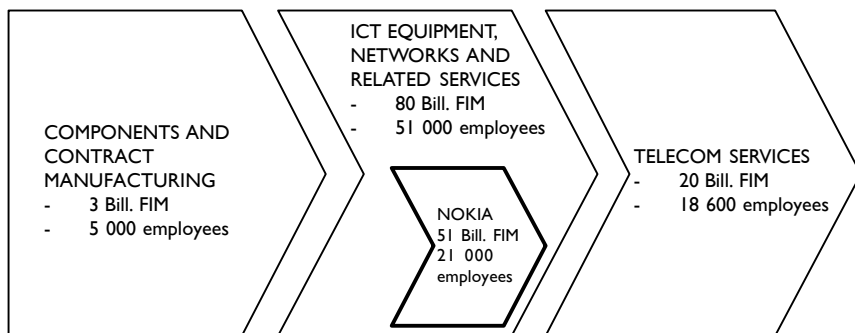 COMPONENTS AND
CONTRACT
MANUFACTURING
- 3 Bill. FIM
- 5 000 employees
ICT EQUIPMENT,
NETWORKS AND
RELATED SERVICES
- 80 Bill. FIM
- 51 000 employees
NOKIA
51 Bill. FIM
21 000
employees
TELECOM SERVICES
- 20 Bill. FIM
- 18 600 employees